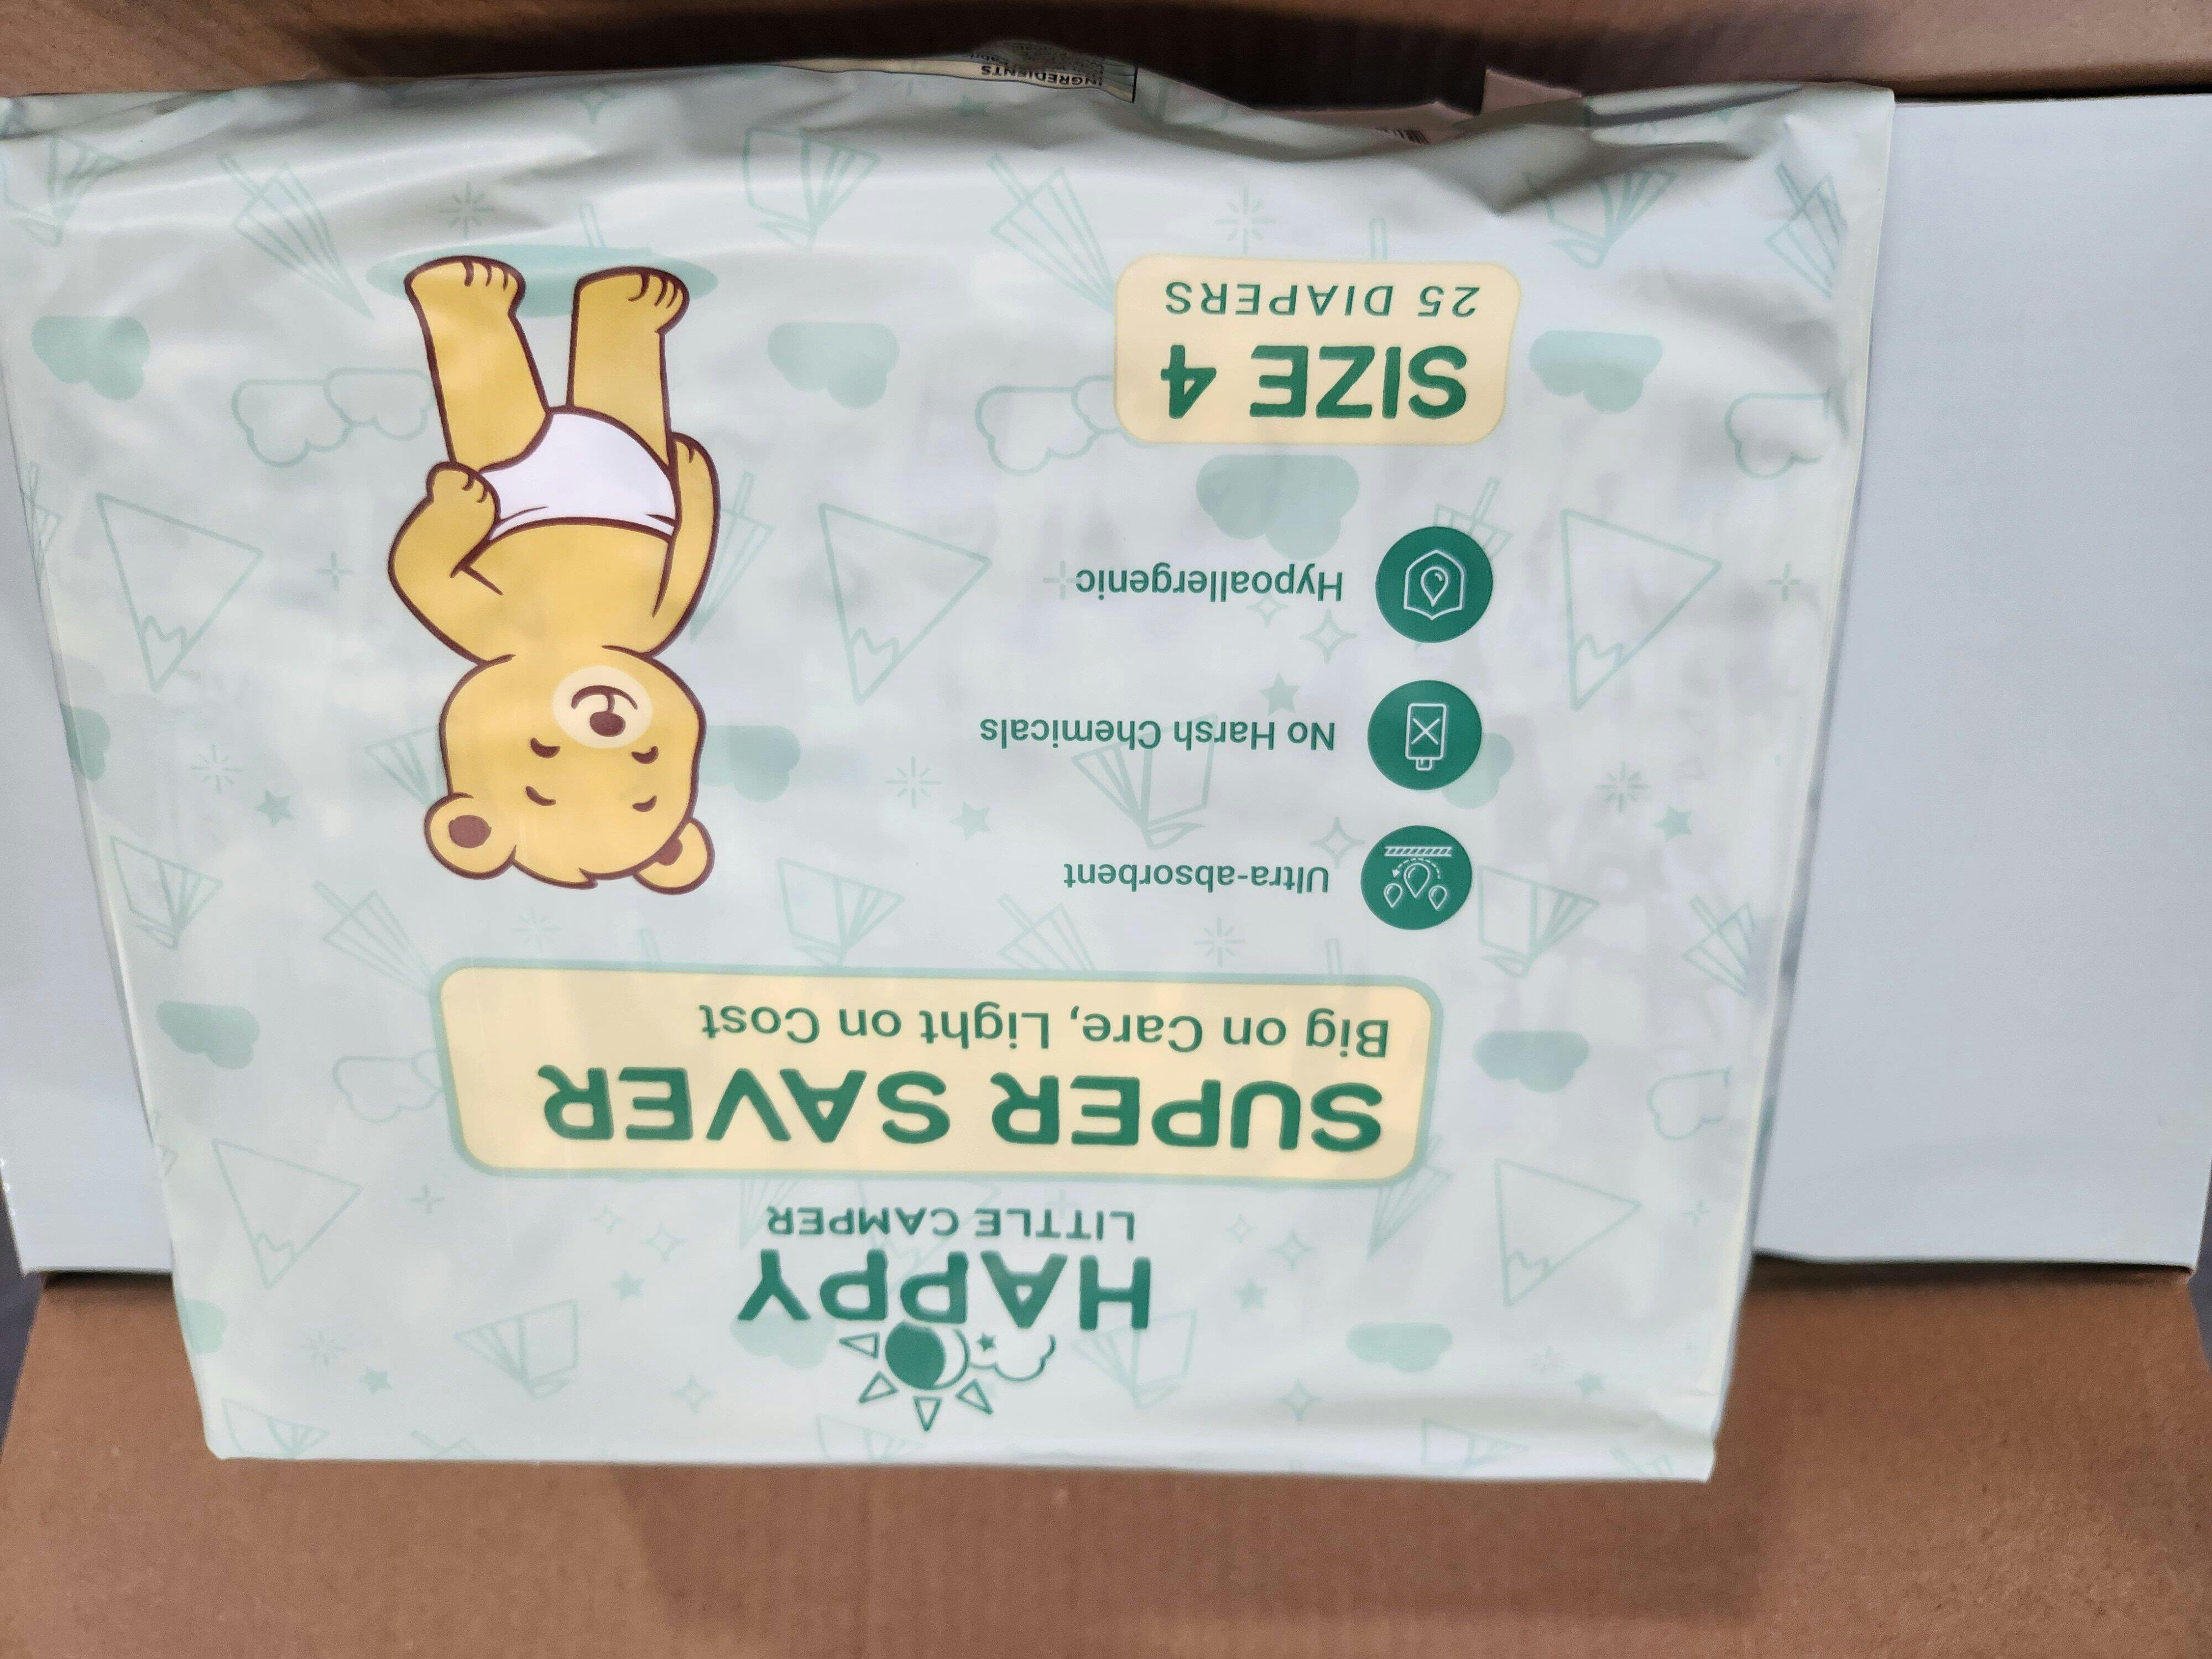 HAPPY
LITTLE CAMPER
SUPER SAVER
Big on Care, Light on Cost
Ultra-absorbent
No Harsh Chemicals
Hypoallergenic
SIZE 4
25 DIAPERS
INGREDIENTS